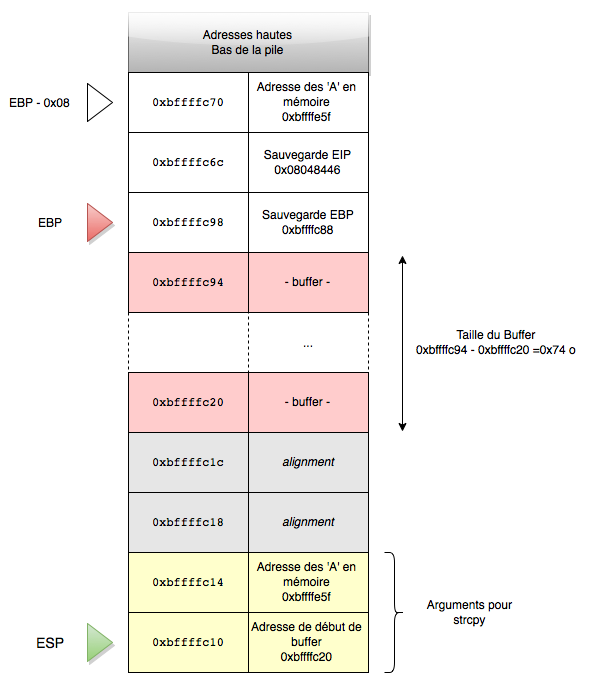 Adresses hautes
Bas de la pile
EBP - 0x08
0xbffffc70
Adresse des 'A' en
mémoire
0xbffffe5f
0xbffffc6c
Sauvegarde EIP
0x08048446
EBP
0xbffffc98
Sauvegarde EBP
0xbffffc88
0xbffffc94
- buffer -
...
Taille du Buffer
0xbffffc94 - 0xbffffc20 =0x74 o
0xbffffc20
- buffer -
0xbffffc1c
alignment
0xbffffc18
alignment
0xbffffc14
Adresse des 'A' en
mémoire
0xbffffe5f
Arguments pour
strcpy
ESP
0xbffffc10
Adresse de début de
buffer
0xbffffc20